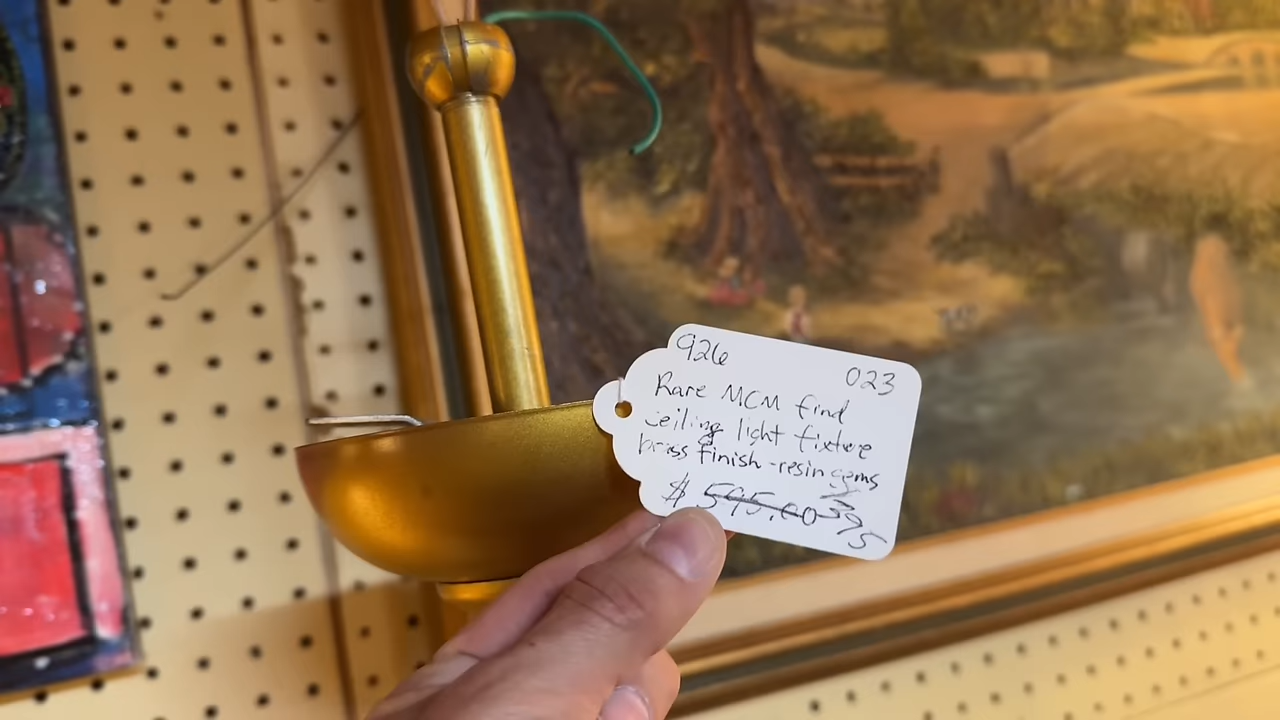 926
023
Rare MCM find
ceiling light fixture
brass finish - resin gems
$ 595.00 395